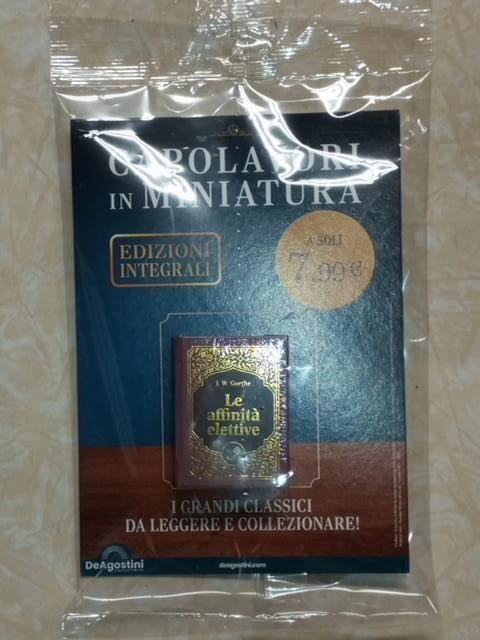 CAPOLAVORI
IN MINIATURA
EDIZIONI
INTEGRALI
A SOLI
7,99€
J. W. Goethe
Le
affinità
elettive
I GRANDI CLASSICI
DA LEGGERE E COLLEZIONARE!
DeAgostini
deagostini.com